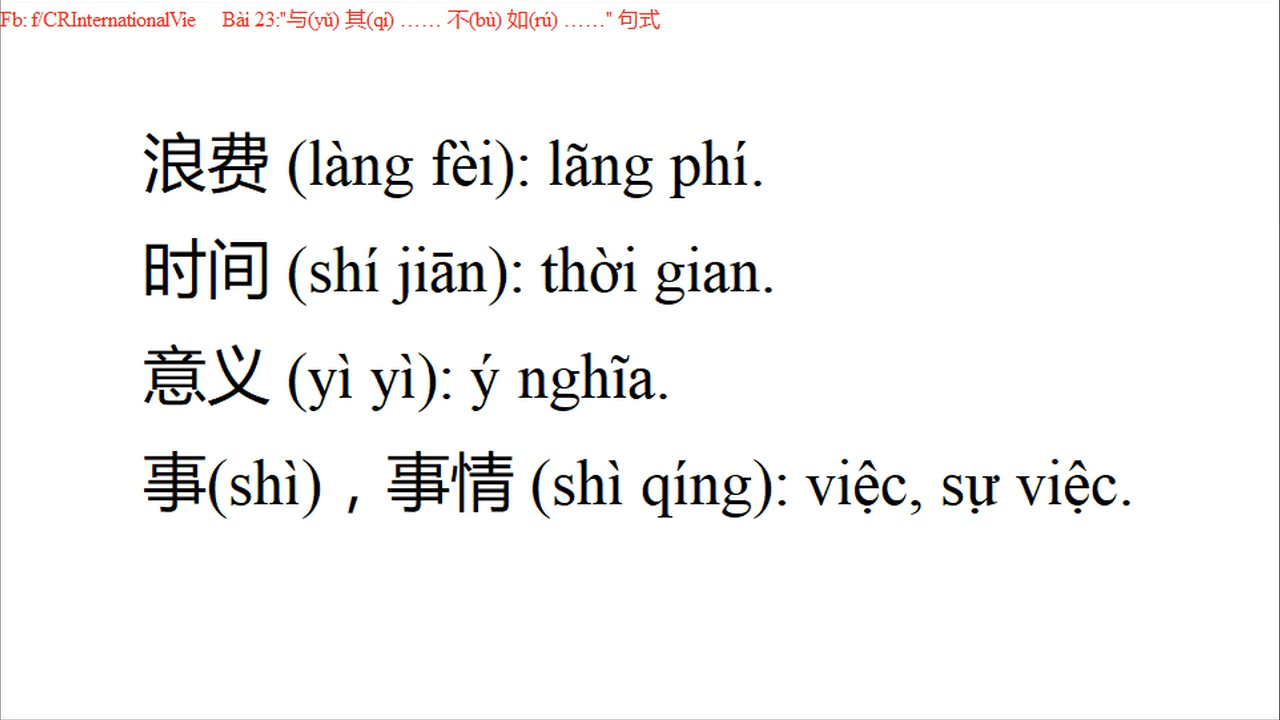 Fb: f/CRInternationalVie Bài 23:"与(yǔ) 其(qí) …… 不(bù) 如(rú) ……" 句式
浪费 (làng fèi): lãng phí.
时间 (shí jiān): thời gian.
意义 (yì yì): ý nghĩa.
事(shì)，事情 (shì qíng): việc, sự việc.